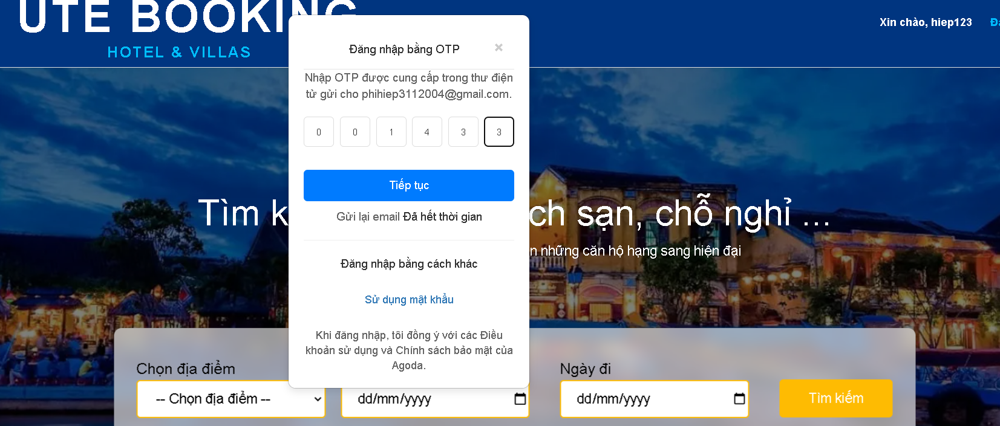 UTE BOOKING
HOTEL & VILLAS
Xin chào, hiep123
Đăng nhập bằng OTP
×
Nhập OTP được cung cấp trong thư điện
tử gửi cho phihiep3112004@gmail.com.
0 0 1 4 3 3
Tiếp tục
Gửi lại email Đã hết thời gian
Đăng nhập bằng cách khác
Sử dụng mật khẩu
Khi đăng nhập, tôi đồng ý với các Điều
khoản sử dụng và Chính sách bảo mật của
Agoda.
Tìm ch sạn, chỗ nghỉ ...
những căn hộ hạng sang hiện đại
Chọn địa điểm
-- Chọn địa điểm --
dd/mm/yyyy
Ngày đi
dd/mm/yyyy
Tìm kiếm